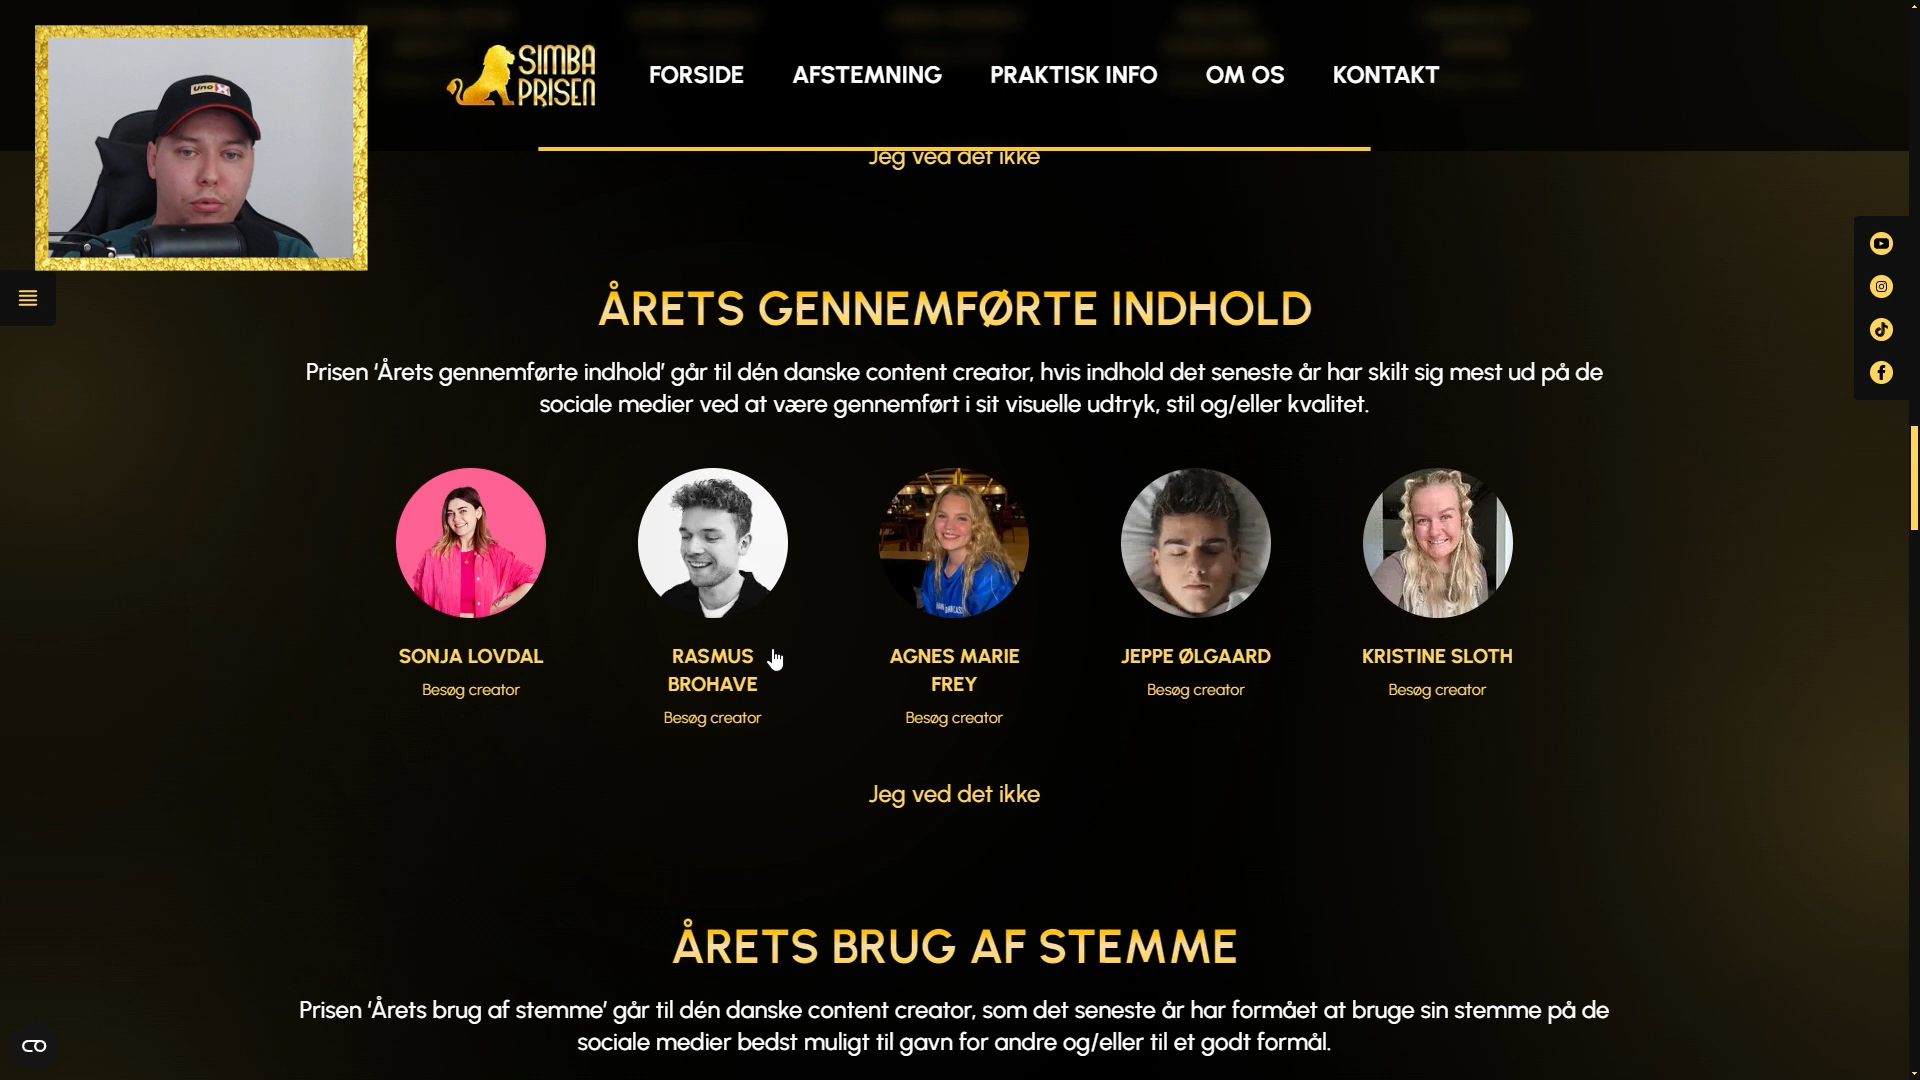 Uno X
SIMBA
PRISEN
FORSIDE
AFSTEMNING
PRAKTISK INFO
OM OS
KONTAKT
Jeg ved det ikke
ÅRETS GENNEMFØRTE INDHOLD
Prisen ‘Årets gennemførte indhold’ går til dén danske content creator, hvis indhold det seneste år har skilt sig mest ud på de
sociale medier ved at være gennemført i sit visuelle udtryk, stil og/eller kvalitet.
SONJA LOVDAL
Besøg creator
RASMUS
BROHAVE
Besøg creator
AGNES MARIE
FREY
Besøg creator
JEPPE ØLGAARD
Besøg creator
KRISTINE SLOTH
Besøg creator
Jeg ved det ikke
ÅRETS BRUG AF STEMME
Prisen ‘Årets brug af stemme’ går til dén danske content creator, som det seneste år har formået at bruge sin stemme på de
sociale medier bedst muligt til gavn for andre og/eller til et godt formål.